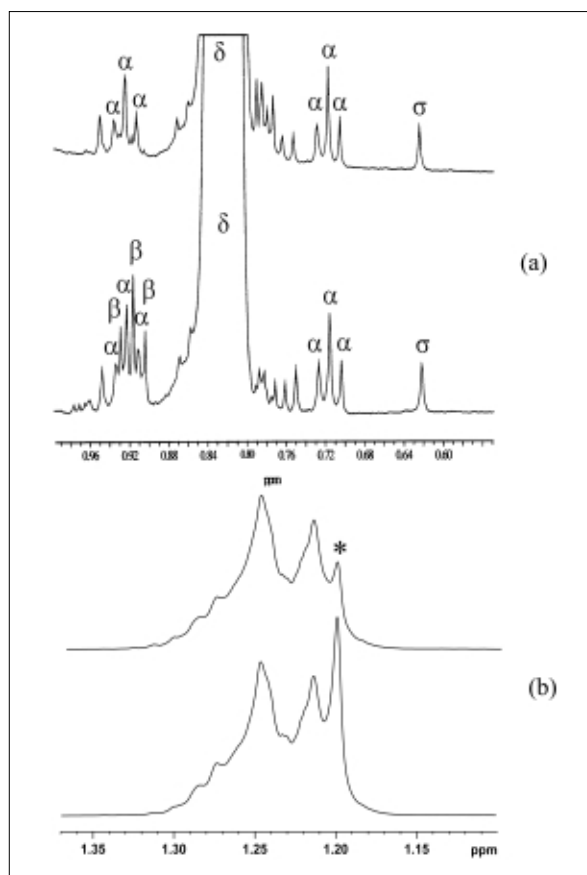 α δ
α α α
α α α σ
δ
β
β α β (a)
α α α
α α α σ
0.96 0.92 0.88 0.84 0.80 0.76 0.72 0.68 0.64 0.60
ppm
*
(b)
1.35 1.30 1.25 1.20 1.15 ppm